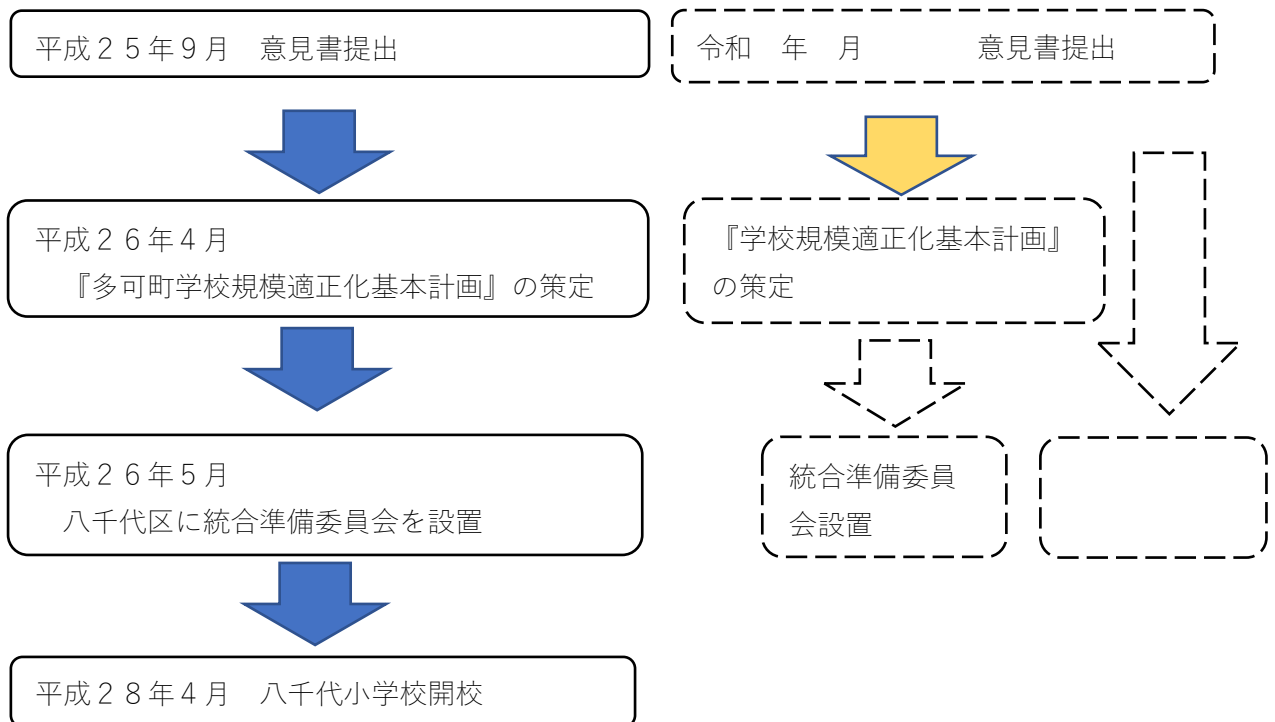 平成２５年９月　意見書提出
平成２６年４月
『多可町学校規模適正化基本計画』の策定
平成２６年５月
八千代区に統合準備委員会を設置
平成２８年４月　八千代小学校開校
令和　年　月　　　　意見書提出
『学校規模適正化基本計画』
の策定
統合準備委員
会設置